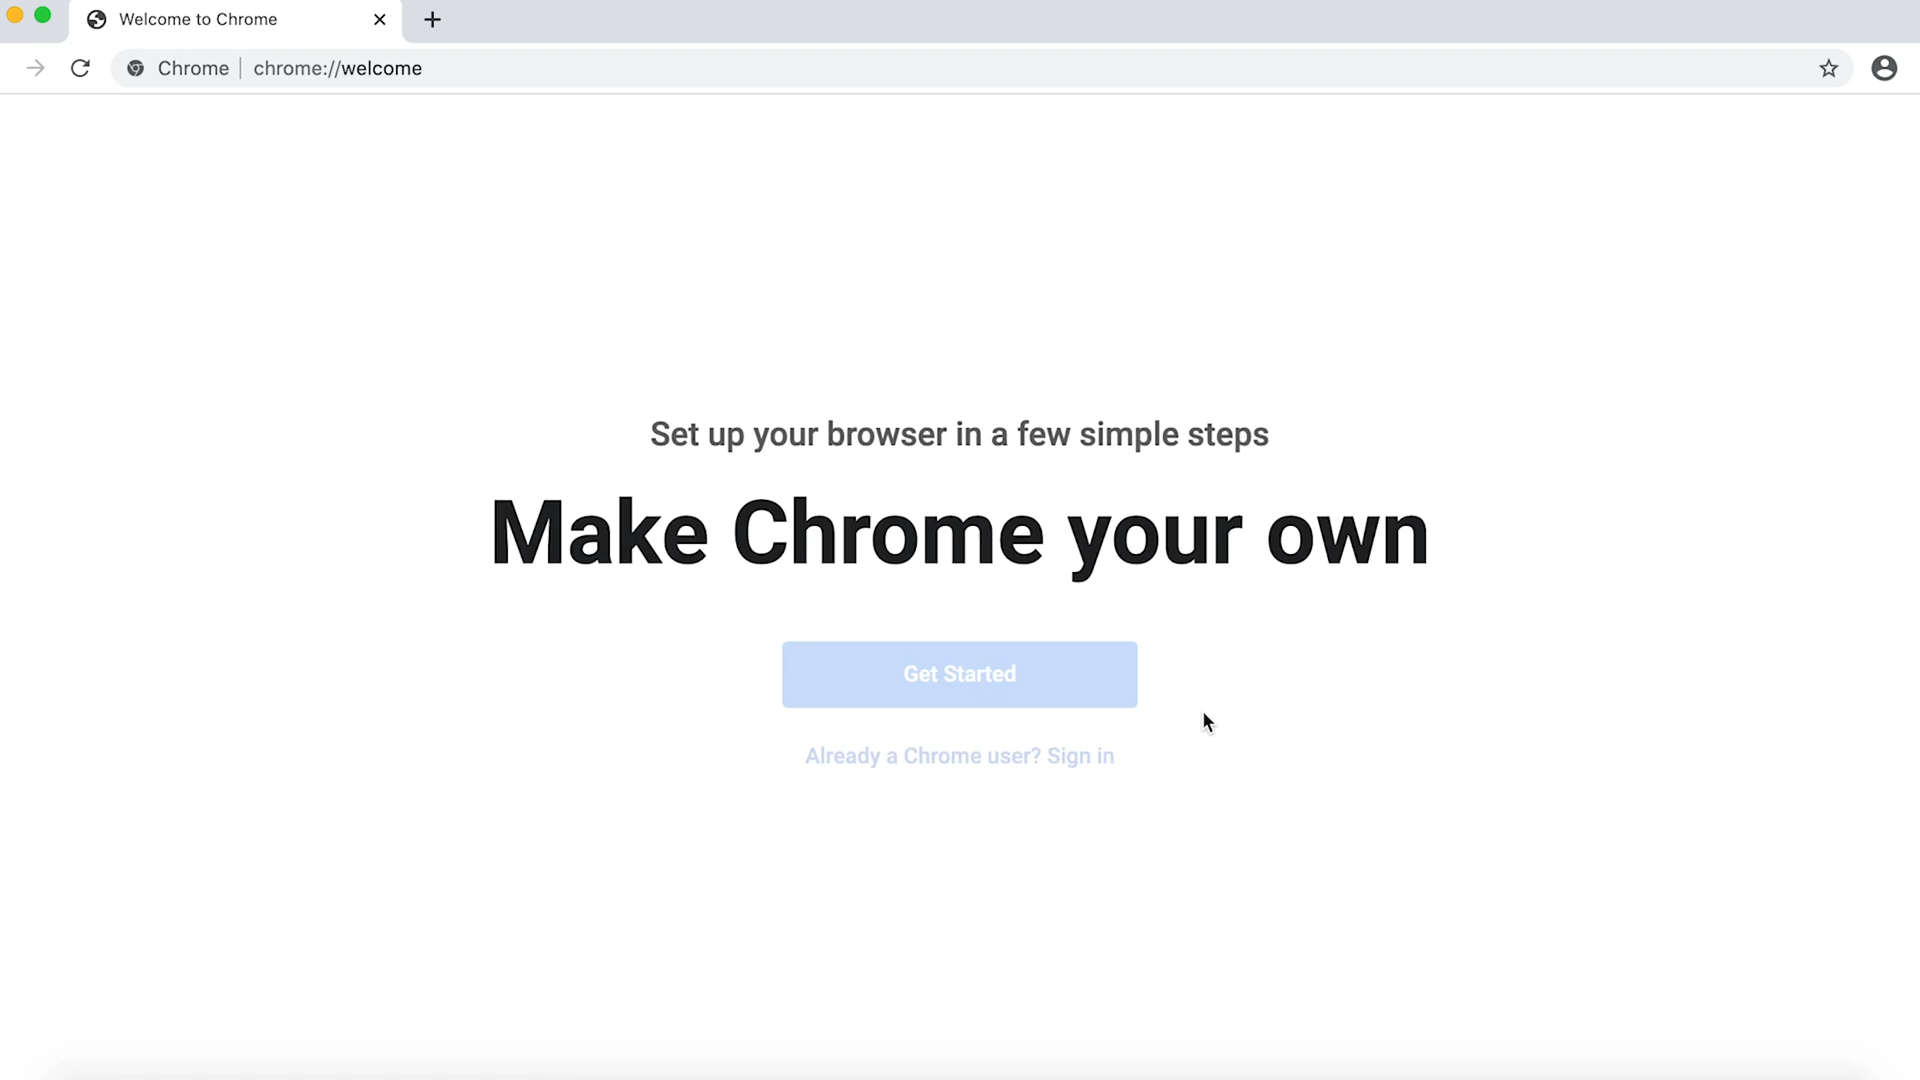 Welcome to Chrome
Chrome | chrome://welcome
Set up your browser in a few simple steps
Make Chrome your own
Get Started
Already a Chrome user? Sign in